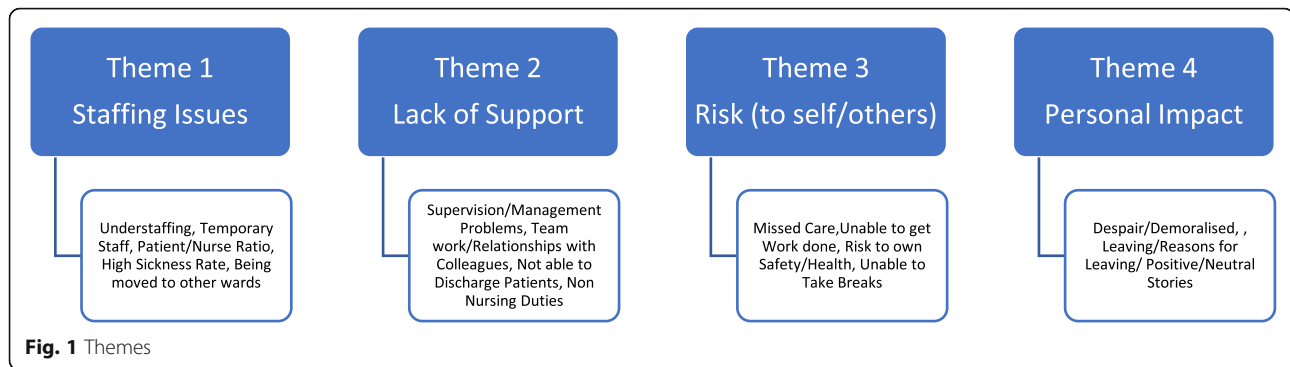 Theme 1
Staffing Issues
Understaffing, Temporary
Staff, Patient/Nurse Ratio,
High Sickness Rate, Being
moved to other wards
Theme 2
Lack of Support
Supervision/Management
Problems, Team
work/Relationships with
Colleagues, Not able to
Discharge Patients, Non
Nursing Duties
Theme 3
Risk (to self/others)
Missed Care,Unable to get
Work done, Risk to own
Safety/Health, Unable to
Take Breaks
Theme 4
Personal Impact
Despair/Demoralised, ,
Leaving/Reasons for
Leaving/ Positive/Neutral
Stories
Fig. 1 Themes